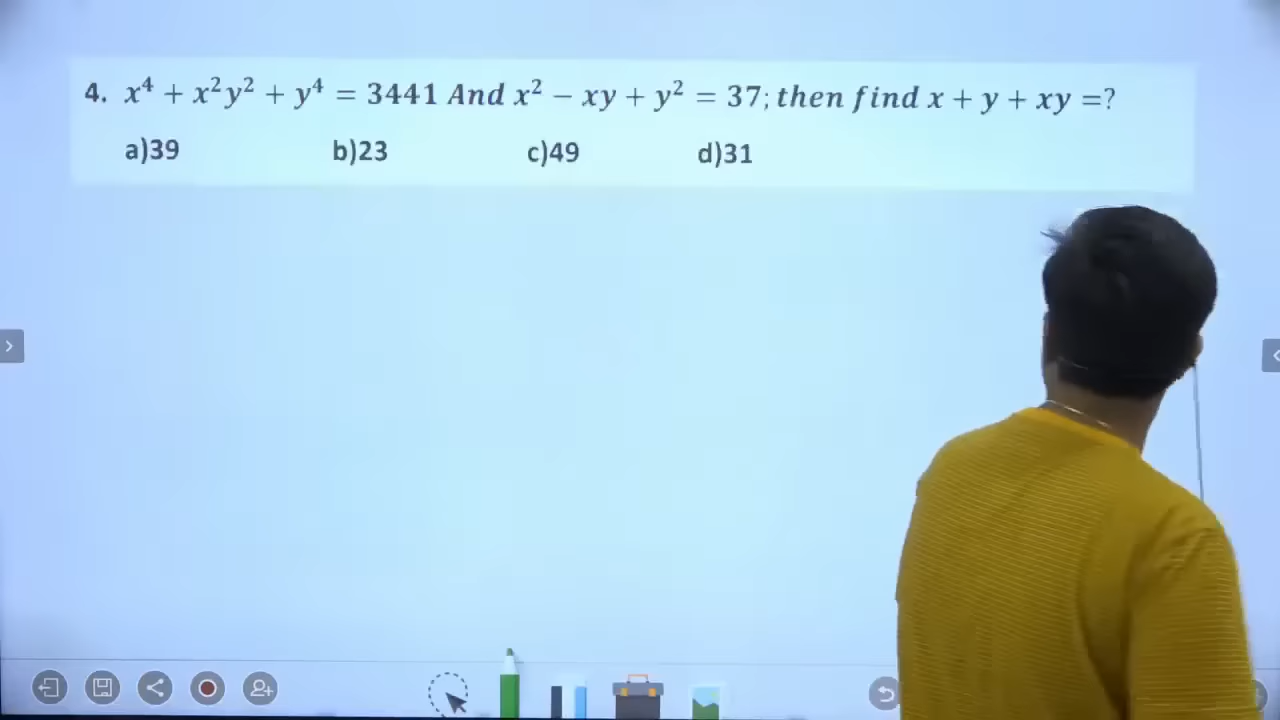 4. x⁴ + x²y² + y⁴ = 3441 And x² − xy + y² = 37; then find x + y + xy =?
a)39 b)23 c)49 d)31